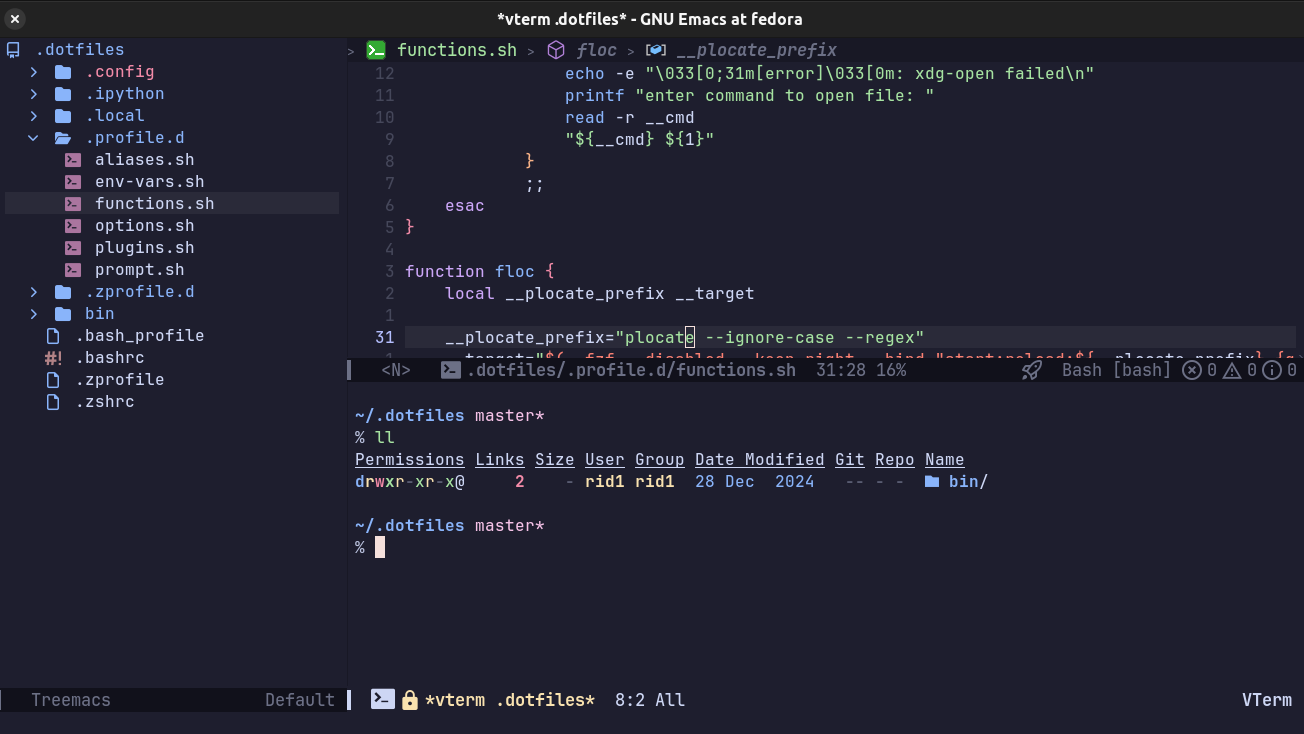 *vterm .dotfiles* - GNU Emacs at fedora
.dotfiles
.config
.ipython
.local
.profile.d
aliases.sh
env-vars.sh
functions.sh
options.sh
plugins.sh
prompt.sh
.zprofile.d
bin
.bash_profile
#! .bashrc
.zprofile
.zshrc
Treemacs Default
> functions.sh > floc > __plocate_prefix
12 echo -e "\033[0;31m[error]\033[0m: xdg-open failed\n"
11 printf "enter command to open file: "
10 read -r __cmd
9 "${__cmd} ${1}"
8 }
7 ;;
6 esac
5 }
4
3 function floc {
2 local __plocate_prefix __target
1
31 __plocate_prefix="plocate --ignore-case --regex"
<N> .dotfiles/.profile.d/functions.sh 31:28 16% Bash [bash] 0 0 0
~/.dotfiles master*
% ll
Permissions Links Size User Group Date Modified Git Repo Name
drwxr-xr-x@ 2 - rid1 rid1 28 Dec 2024 -- - - bin/
~/.dotfiles master*
%
*vterm .dotfiles* 8:2 All VTerm